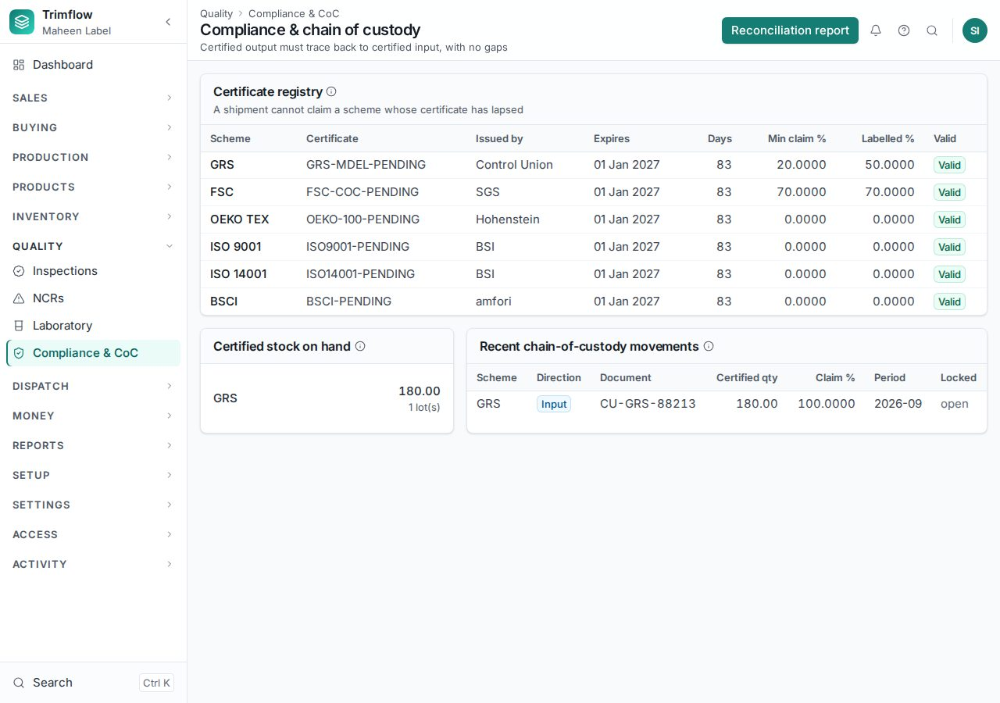 Trimflow
Maheen Label
Dashboard
SALES
BUYING
PRODUCTION
PRODUCTS
INVENTORY
QUALITY
Inspections
NCRs
Laboratory
Compliance & CoC
DISPATCH
MONEY
REPORTS
SETUP
SETTINGS
ACCESS
ACTIVITY
Search Ctrl K
Quality > Compliance & CoC
Compliance & chain of custody
Certified output must trace back to certified input, with no gaps
Reconciliation report
SI
Certificate registry
A shipment cannot claim a scheme whose certificate has lapsed
Scheme Certificate Issued by Expires Days Min claim % Labelled % Valid
GRS GRS-MDEL-PENDING Control Union 01 Jan 2027 83 20.0000 50.0000 Valid
FSC FSC-COC-PENDING SGS 01 Jan 2027 83 70.0000 70.0000 Valid
OEKO TEX OEKO-100-PENDING Hohenstein 01 Jan 2027 83 0.0000 0.0000 Valid
ISO 9001 ISO9001-PENDING BSI 01 Jan 2027 83 0.0000 0.0000 Valid
ISO 14001 ISO14001-PENDING BSI 01 Jan 2027 83 0.0000 0.0000 Valid
BSCI BSCI-PENDING amfori 01 Jan 2027 83 0.0000 0.0000 Valid
Certified stock on hand
GRS 180.00
1 lot(s)
Recent chain-of-custody movements
Scheme Direction Document Certified qty Claim % Period Locked
GRS Input CU-GRS-88213 180.00 100.0000 2026-09 open